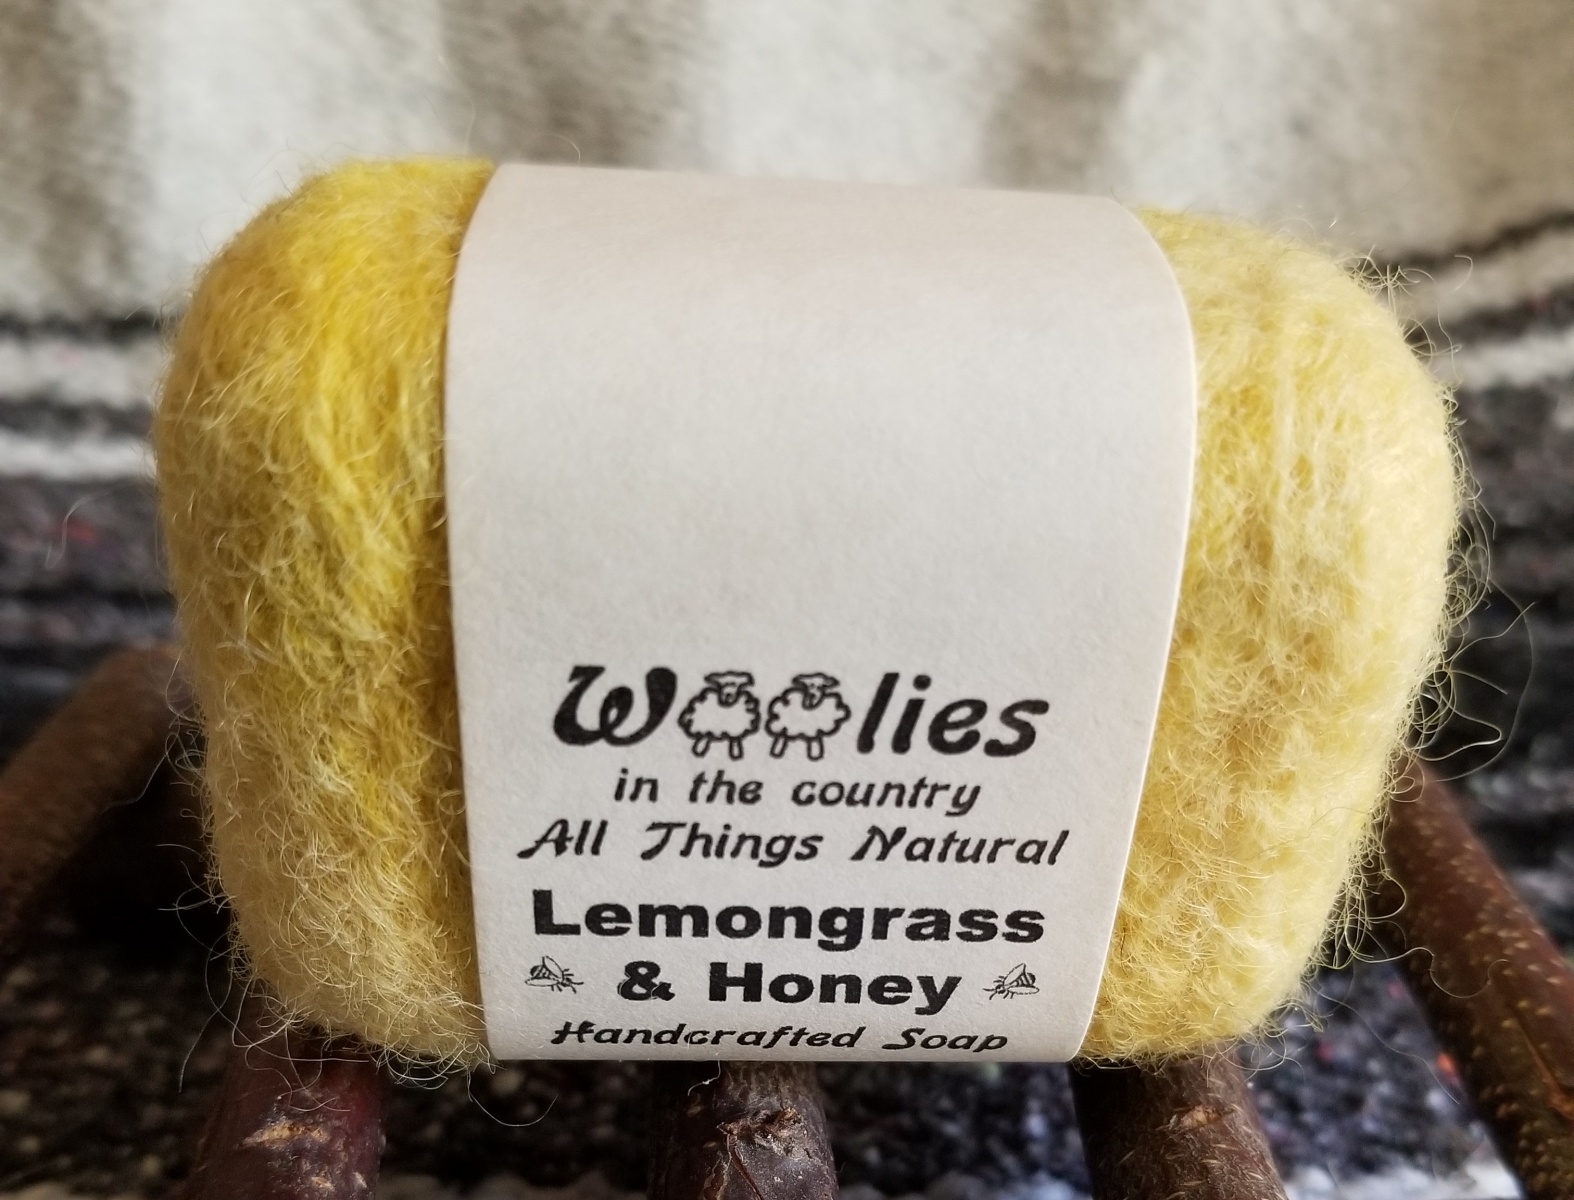 Woolies
in the country
All Things Natural
Lemongrass
& Honey
Handcrafted Soap